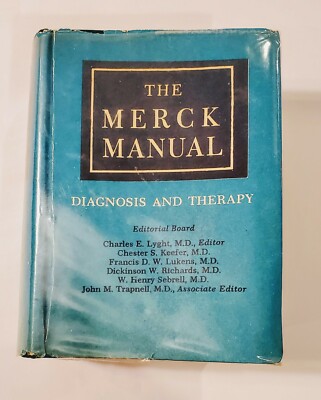 THE
MERCK
MANUAL
DIAGNOSIS AND THERAPY
Editorial Board
Charles E. Lyght, M.D., Editor
Chester S. Keefer, M.D.
Francis D. W. Lukens, M.D.
Dickinson W. Richards, M.D.
W. Henry Sebrell, M.D.
John M. Trapnell, M.D., Associate Editor